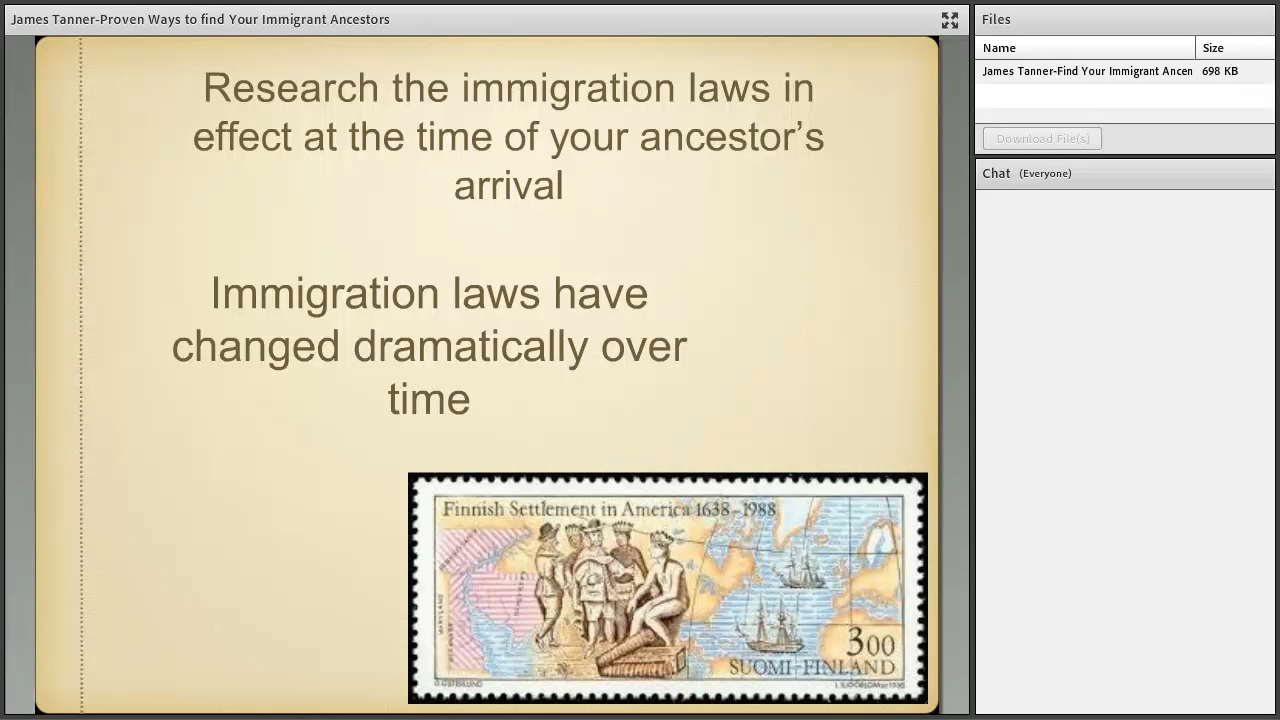 James Tanner-Proven Ways to find Your Immigrant Ancestors
Research the immigration laws in
effect at the time of your ancestor’s
arrival
Immigration laws have
changed dramatically over
time
Finnish Settlement in America 1638–1988
MARYLAND
3.00
SUOMI-FINLAND
Files
Name
Size
James Tanner-Find Your Immigrant Ancen
698 KB
Download File(s)
Chat (Everyone)